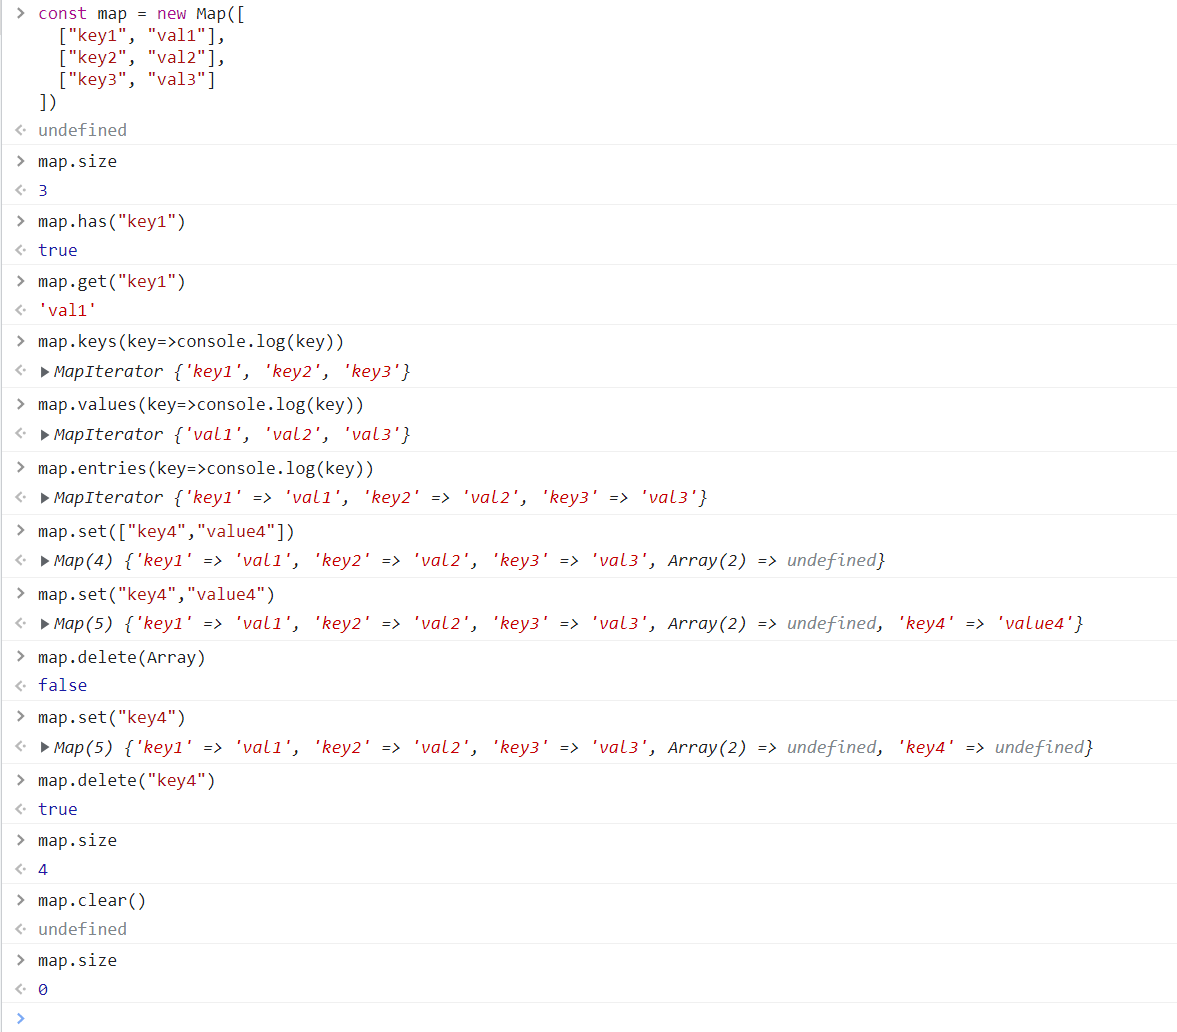 > const map = new Map([
["key1", "val1"],
["key2", "val2"],
["key3", "val3"]
])
undefined
> map.size
3
> map.has("key1")
true
> map.get("key1")
'val1'
> map.keys(key=>console.log(key))
MapIterator {'key1', 'key2', 'key3'}
> map.values(key=>console.log(key))
MapIterator {'val1', 'val2', 'val3'}
> map.entries(key=>console.log(key))
MapIterator {'key1' => 'val1', 'key2' => 'val2', 'key3' => 'val3'}
> map.set(["key4","value4"])
Map(4) {'key1' => 'val1', 'key2' => 'val2', 'key3' => 'val3', Array(2) => undefined}
> map.set("key4","value4")
Map(5) {'key1' => 'val1', 'key2' => 'val2', 'key3' => 'val3', Array(2) => undefined, 'key4' => 'value4'}
> map.delete(Array)
false
> map.set("key4")
Map(5) {'key1' => 'val1', 'key2' => 'val2', 'key3' => 'val3', Array(2) => undefined, 'key4' => undefined}
> map.delete("key4")
true
> map.size
4
> map.clear()
undefined
> map.size
0
>